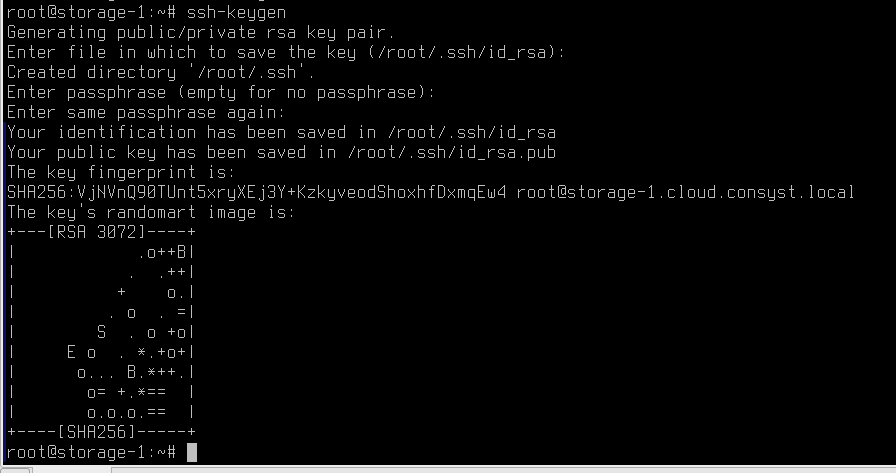 root@storage-1:~# ssh-keygen
Generating public/private rsa key pair.
Enter file in which to save the key (/root/.ssh/id_rsa):
Created directory '/root/.ssh'.
Enter passphrase (empty for no passphrase):
Enter same passphrase again:
Your identification has been saved in /root/.ssh/id_rsa
Your public key has been saved in /root/.ssh/id_rsa.pub
The key fingerprint is:
SHA256:VjNVnQ90TUnt5xryXEj3Y+KzkyveodShoxhfDxmqEw4 root@storage-1.cloud.consyst.local
The key's randomart image is:
+---[RSA 3072]----+
|            .o++B|
|           .  .++|
|          +    o.|
|         . o  . =|
|        S  . o +o|
|     E o  . *.+o+|
|      o... B.*++.|
|       o= +.*==  |
|       o.o.o.==  |
+----[SHA256]-----+
root@storage-1:~#